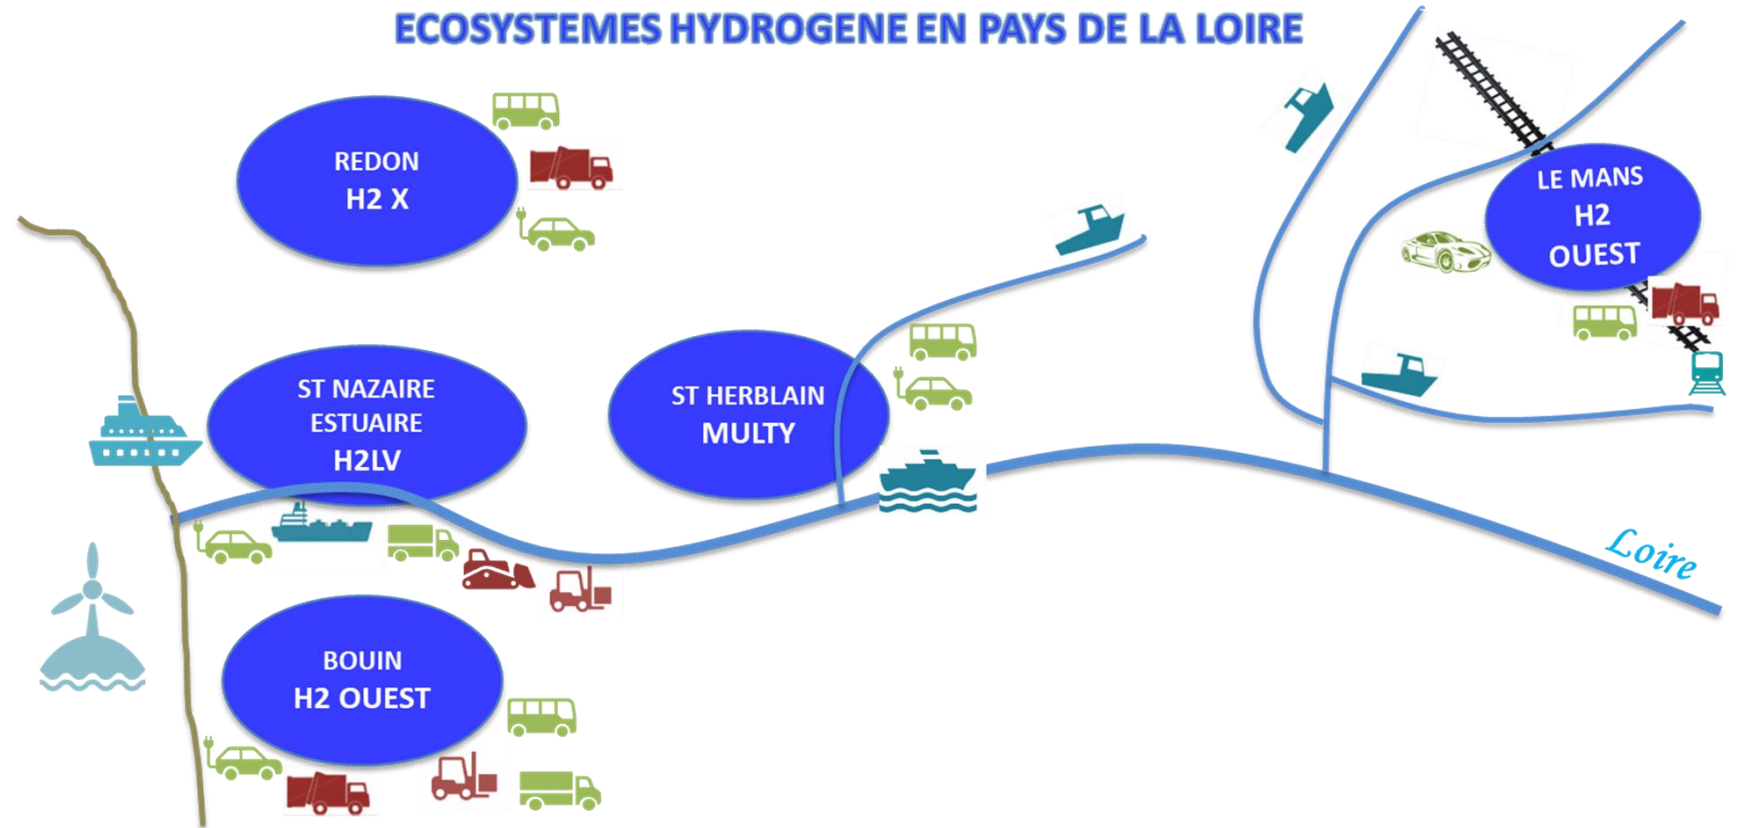 ECOSYSTEMES HYDROGENE EN PAYS DE LA LOIRE
REDON
H2 X
LE MANS
H2
OUEST
ST NAZAIRE
ESTUAIRE
H2LV
ST HERBLAIN
MULTY
Loire
BOUIN
H2 OUEST